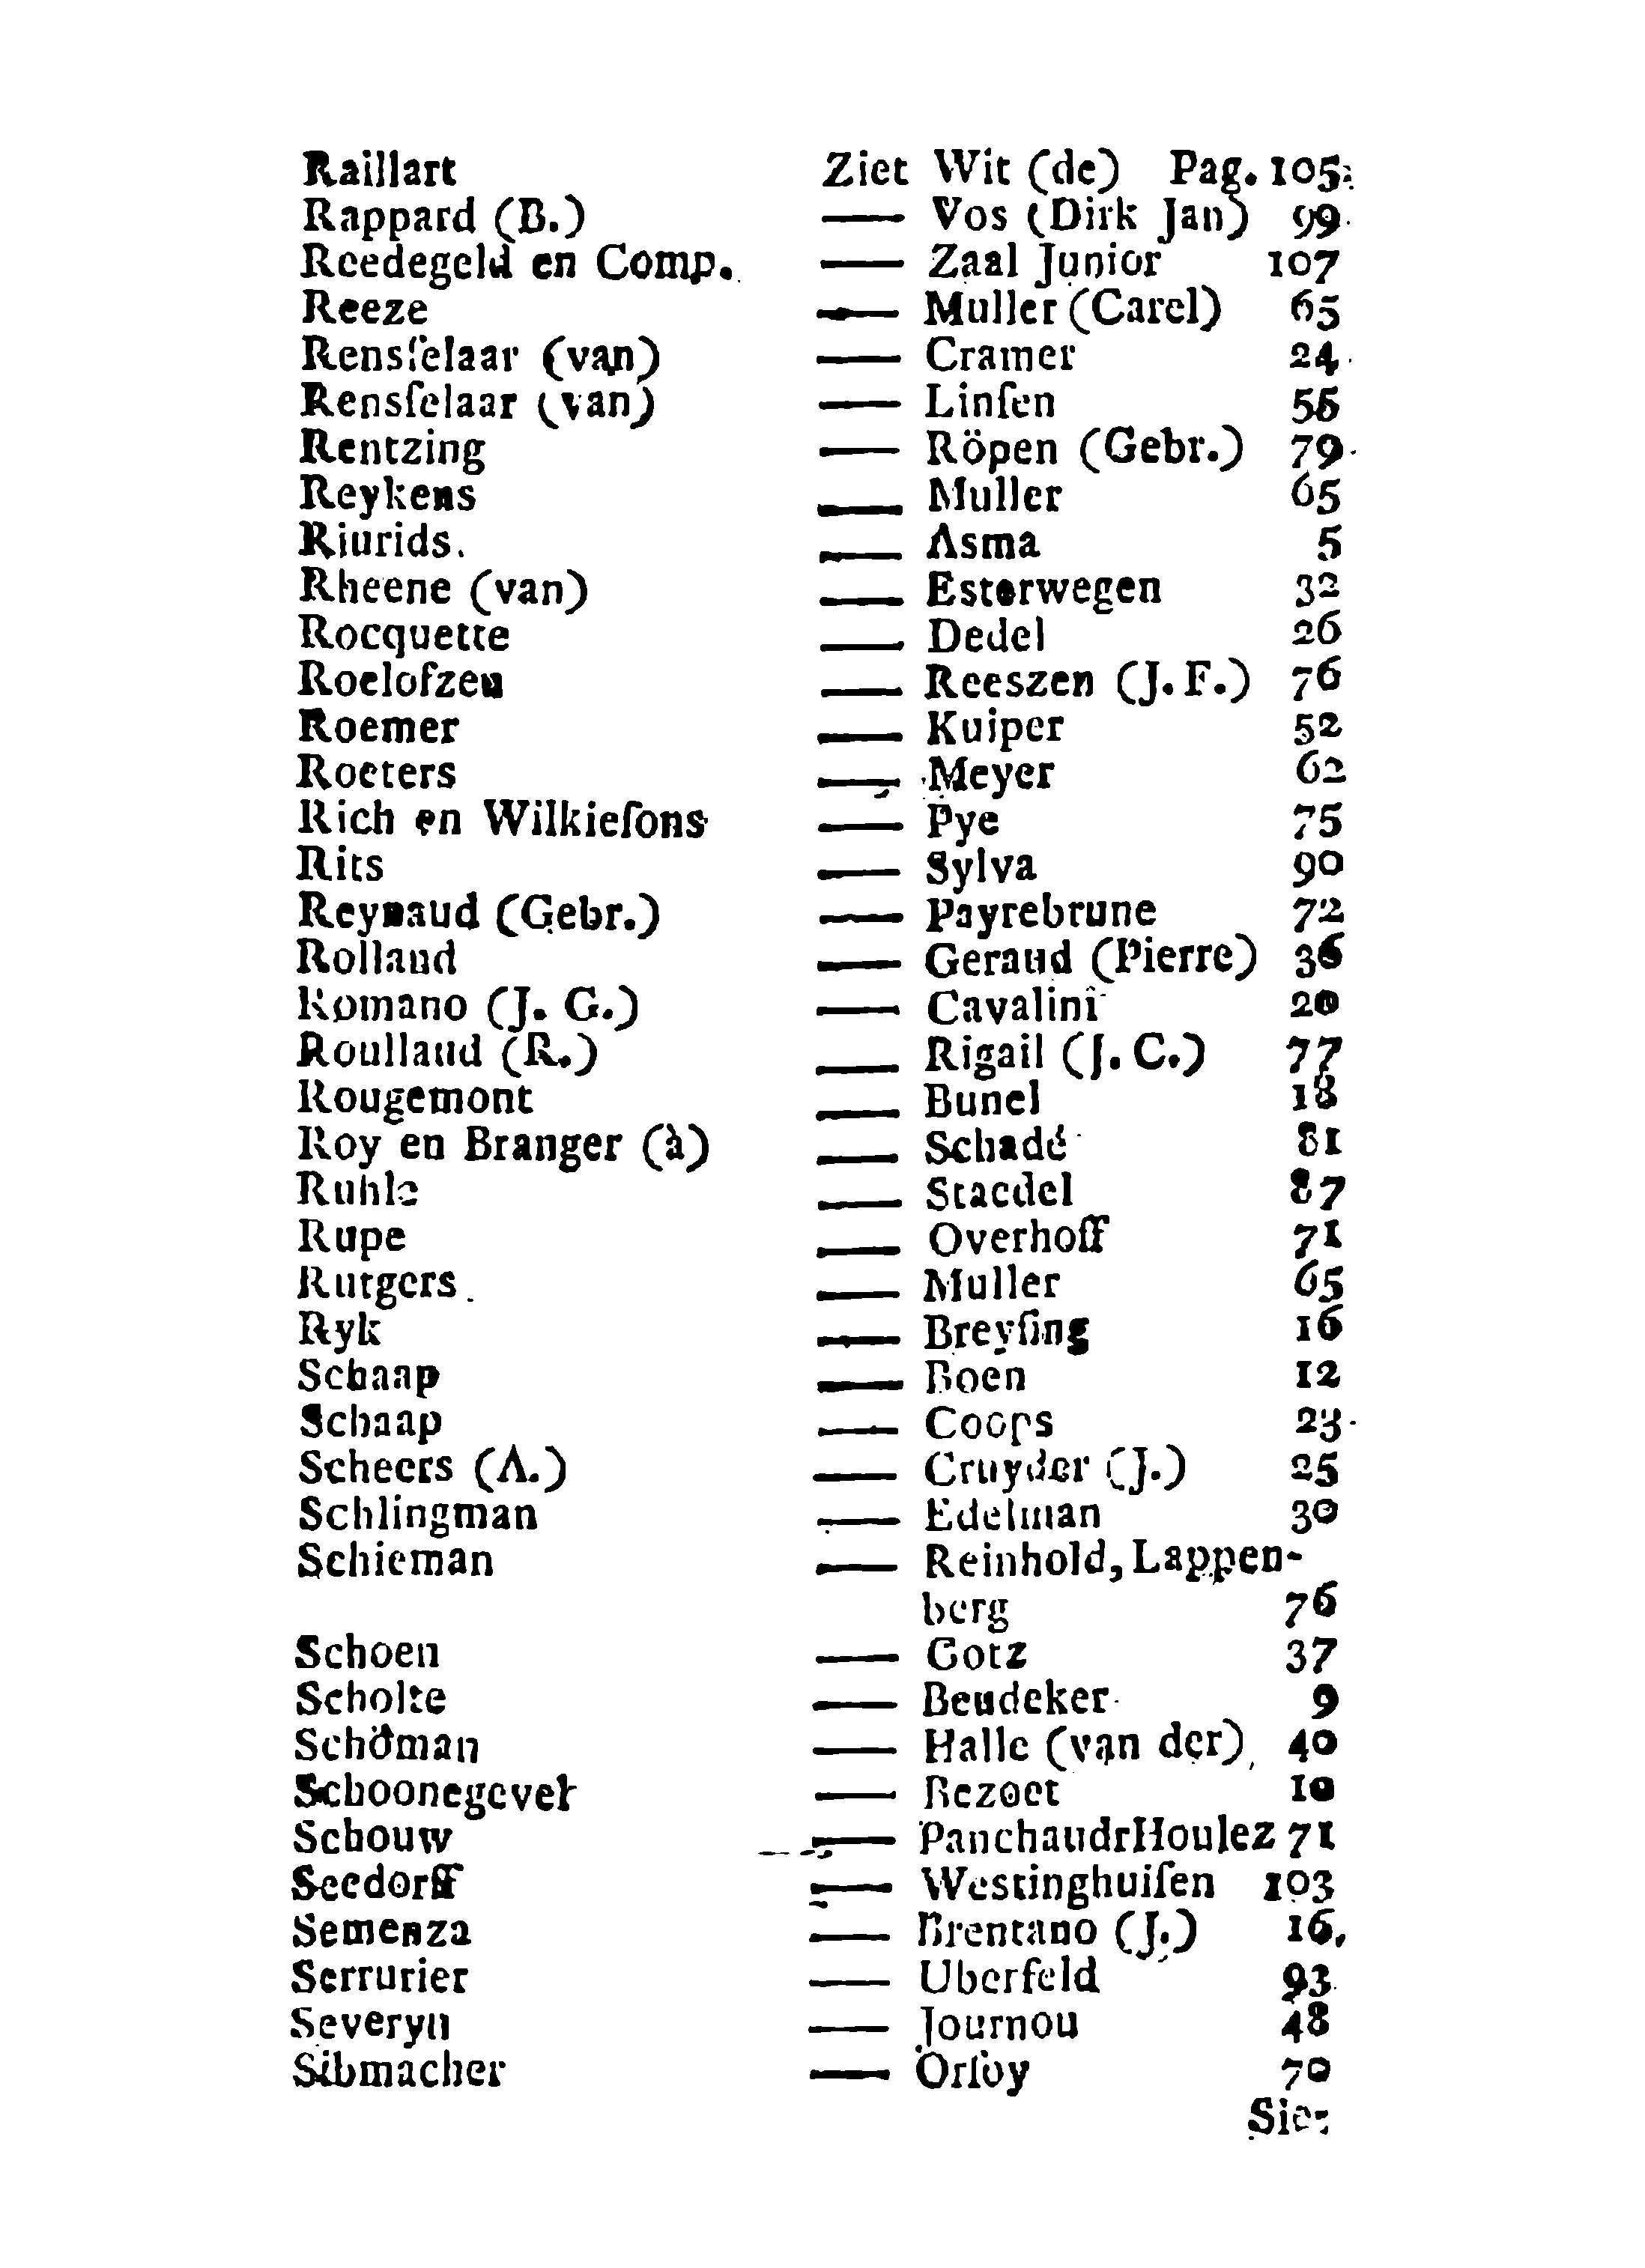 Raillart Ziet Wit (de) Pag. 105.
Rappard (B.) — Vos (Dirk Jan) 99
Reedegeld en Comp. — Zaal Junior 107
Reeze — Muller (Carel) 65
Rensſelaar (van) — Cramer 24
Rensſelaar (van) — Linſen 55
Rentzing — Röpen (Gebr.) 79
Reykens — Muller 65
Riurids. — Asma 5
Rheene (van) — Esterwegen 32
Rocquette — Dedel 26
Roelofzen — Reeszen (J. F.) 76
Roemer — Kuiper 52
Roeters — Meyer 62
Rich en Wilkieſons — Pye 75
Rits — Sylva 90
Reynaud (Gebr.) — Payrebrune 72
Rolland — Geraud (Pierre) 36
Romano (J. G.) — Cavalini 20
Roullaud (R.) — Rigail (J. C.) 77
Rougemont — Bunel 18
Roy en Branger (à) — Schadé 81
Ruhle — Staedel 87
Rupe — Overhoff 71
Rutgers — Muller 65
Ryk — Breyſing 16
Schaap — Boen 12
Schaap — Coops 23
Scheers (A.) — Cruyder (J.) 25
Schlingman — Edelman 30
Schieman — Reinhold, Lappen-
berg 76
Schoen — Gotz 37
Scholte — Beudeker 9
Schöman — Halle (van der) 40
Schoonegevel — Bezoet 10
Schouw — PanchaudrHoulez 71
Seedorff — Westinghuiſen 103
Semenza — Brentano (J.) 16
Serrurier — Uberfeld 93
Severyn — Journou 48
Sibmacher — Orſoy 70
Sie-